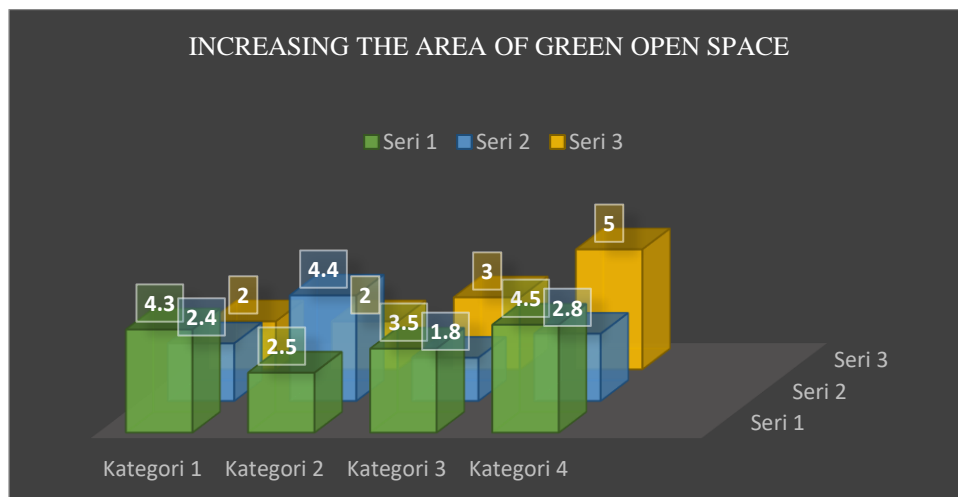 INCREASING THE AREA OF GREEN OPEN SPACE
Seri 1 Seri 2 Seri 3
5
4.4 3
4.3 2.4 2 2 4.5 2.8
2.5 3.5 1.8
Seri 3
Seri 2
Seri 1
Kategori 1 Kategori 2 Kategori 3 Kategori 4